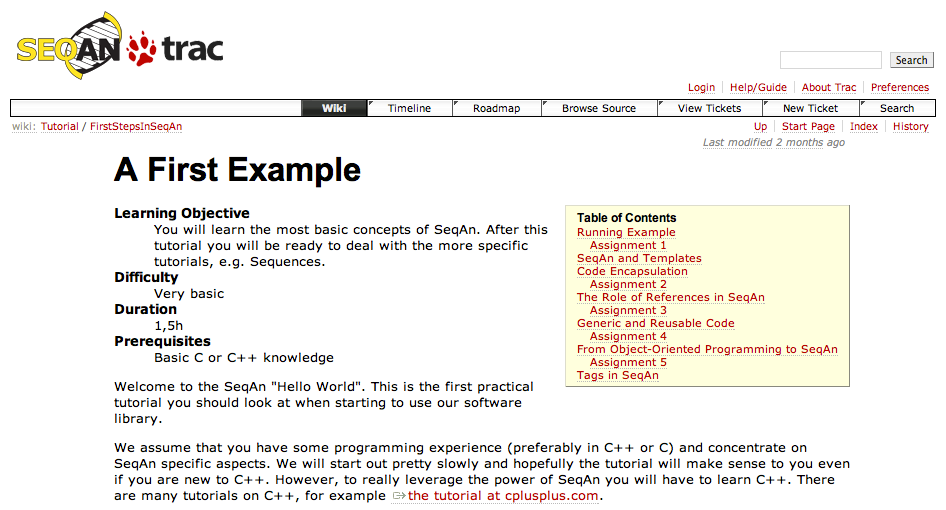 SEQAN trac
Search
Login Help/Guide About Trac Preferences
Wiki Timeline Roadmap Browse Source View Tickets New Ticket Search
wiki: Tutorial / FirstStepsInSeqAn
Up Start Page Index History
Last modified 2 months ago
A First Example
Learning Objective
You will learn the most basic concepts of SeqAn. After this
tutorial you will be ready to deal with the more specific
tutorials, e.g. Sequences.
Difficulty
Very basic
Duration
1,5h
Prerequisites
Basic C or C++ knowledge
Table of Contents
Running Example
Assignment 1
SeqAn and Templates
Code Encapsulation
Assignment 2
The Role of References in SeqAn
Assignment 3
Generic and Reusable Code
Assignment 4
From Object-Oriented Programming to SeqAn
Assignment 5
Tags in SeqAn
Welcome to the SeqAn "Hello World". This is the first practical
tutorial you should look at when starting to use our software
library.
We assume that you have some programming experience (preferably in C++ or C) and concentrate on
SeqAn specific aspects. We will start out pretty slowly and hopefully the tutorial will make sense to you even
if you are new to C++. However, to really leverage the power of SeqAn you will have to learn C++. There
are many tutorials on C++, for example the tutorial at cplusplus.com.